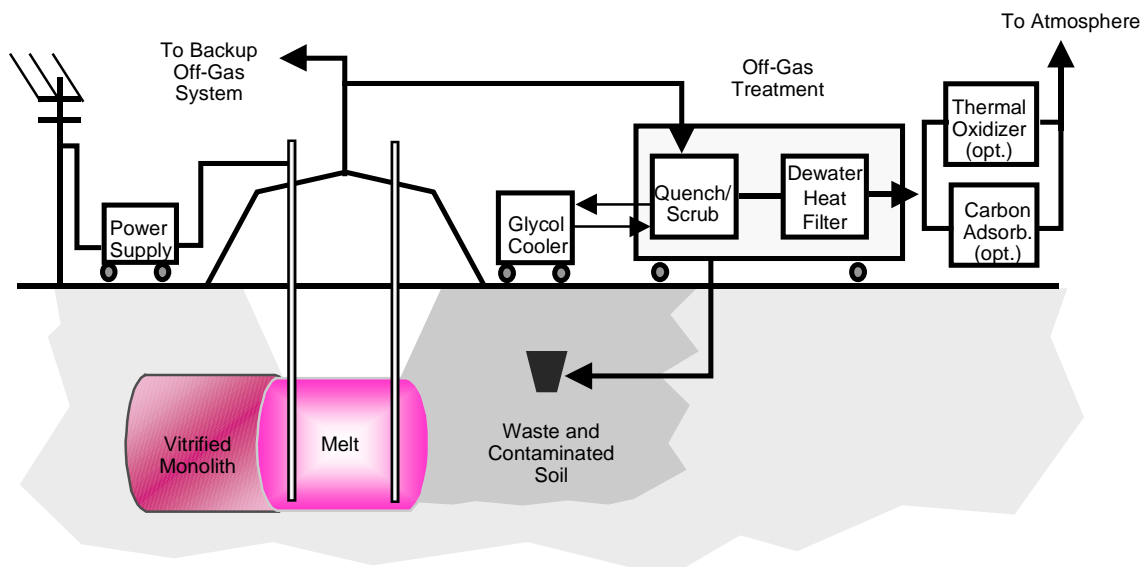 To Atmosphere
To Backup
Off-Gas
System
Off-Gas
Treatment
Thermal
Oxidizer
(opt.)
Power
Supply
Glycol
Cooler
Quench/
Scrub
Dewater
Heat
Filter
Carbon
Adsorb.
(opt.)
Vitrified
Monolith
Melt
Waste and
Contaminated
Soil